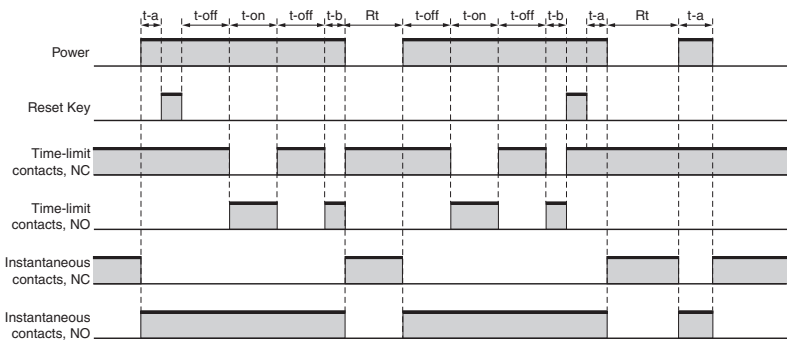 t-a t-off t-on t-off t-b Rt t-off t-on t-off t-b t-a Rt t-a
Power
Reset Key
Time-limit
contacts, NC
Time-limit
contacts, NO
Instantaneous
contacts, NC
Instantaneous
contacts, NO